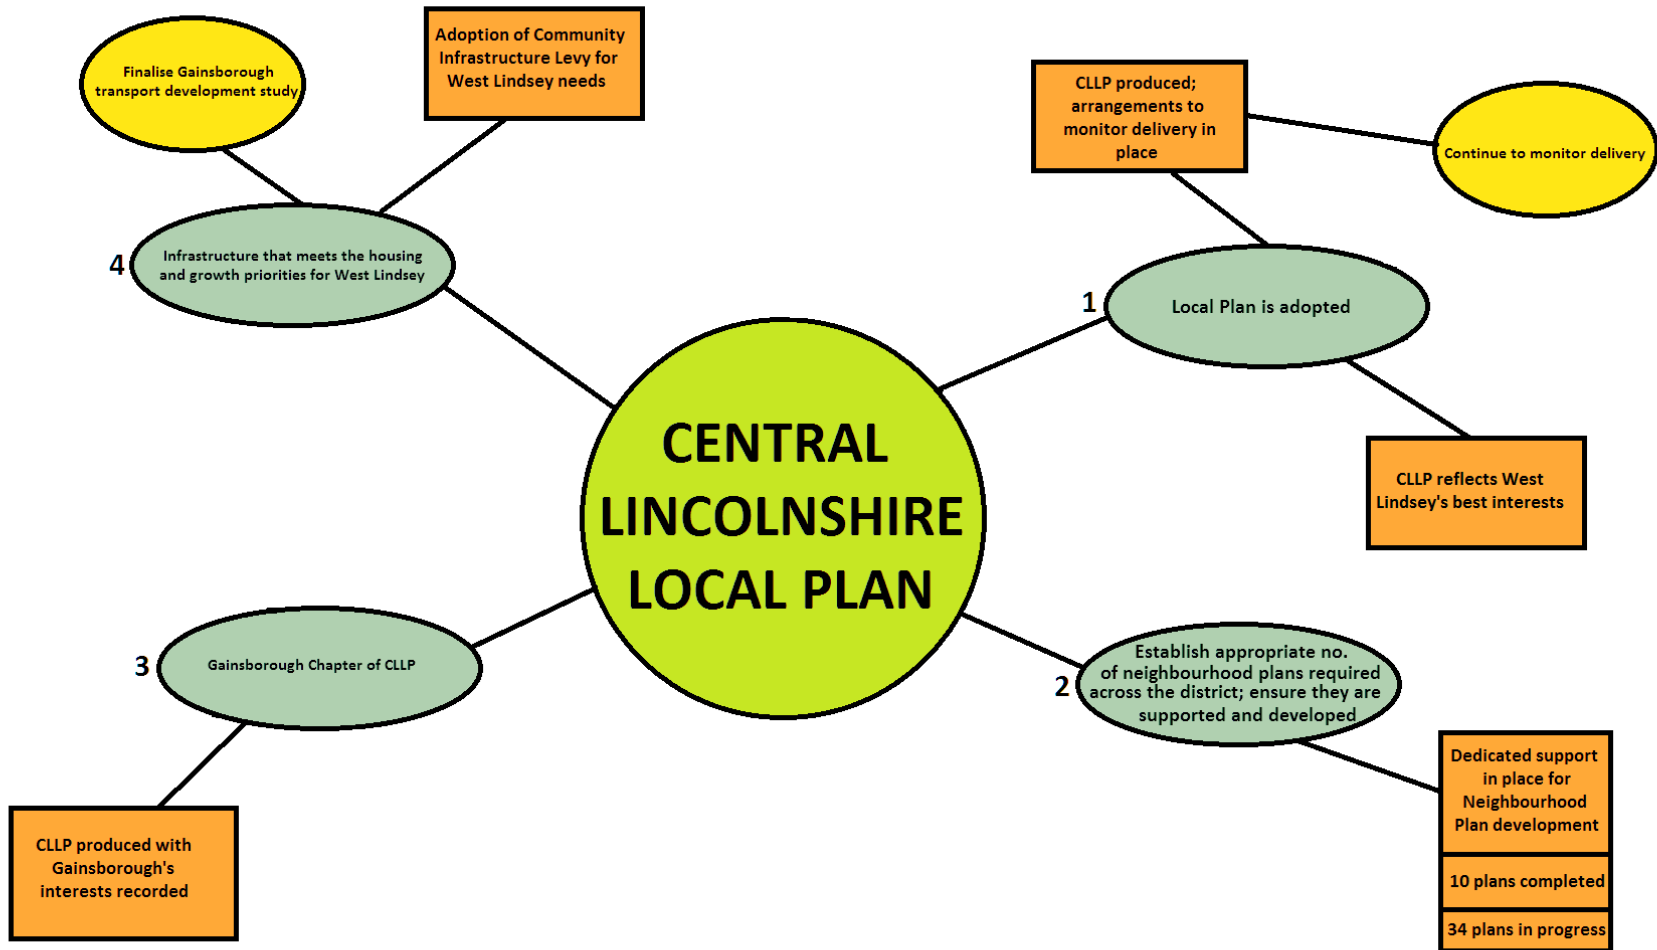 Finalise Gainsborough
transport development study
Adoption of Community
Infrastructure Levy for
West Lindsey needs
4
Infrastructure that meets the housing
and growth priorities for West Lindsey
CLLP produced;
arrangements to
monitor delivery in
place
Continue to monitor delivery
1
Local Plan is adopted
CLLP reflects West
Lindsey's best interests
CENTRAL
LINCOLNSHIRE
LOCAL PLAN
3
Gainsborough Chapter of CLLP
CLLP produced with
Gainsborough's
interests recorded
2
Establish appropriate no.
of neighbourhood plans required
across the district; ensure they are
supported and developed
Dedicated support
in place for
Neighbourhood
Plan development
10 plans completed
34 plans in progress